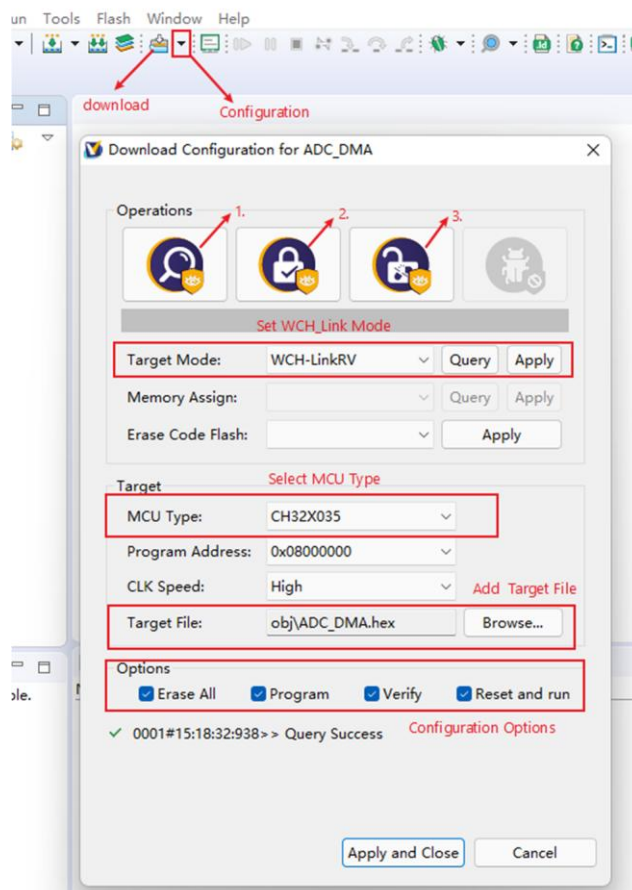 un Tools Flash Window Help
download
Configuration
Download Configuration for ADC_DMA
Operations
1.
2.
3.
Set WCH_Link Mode
Target Mode: WCH-LinkRV Query Apply
Memory Assign: Query Apply
Erase Code Flash: Apply
Target
Select MCU Type
MCU Type: CH32X035
Program Address: 0x08000000
CLK Speed: High
Add Target File
Target File: obj\ADC_DMA.hex Browse...
Options
Erase All Program Verify Reset and run
ole.
0001#15:18:32:938>> Query Success
Configuration Options
Apply and Close Cancel